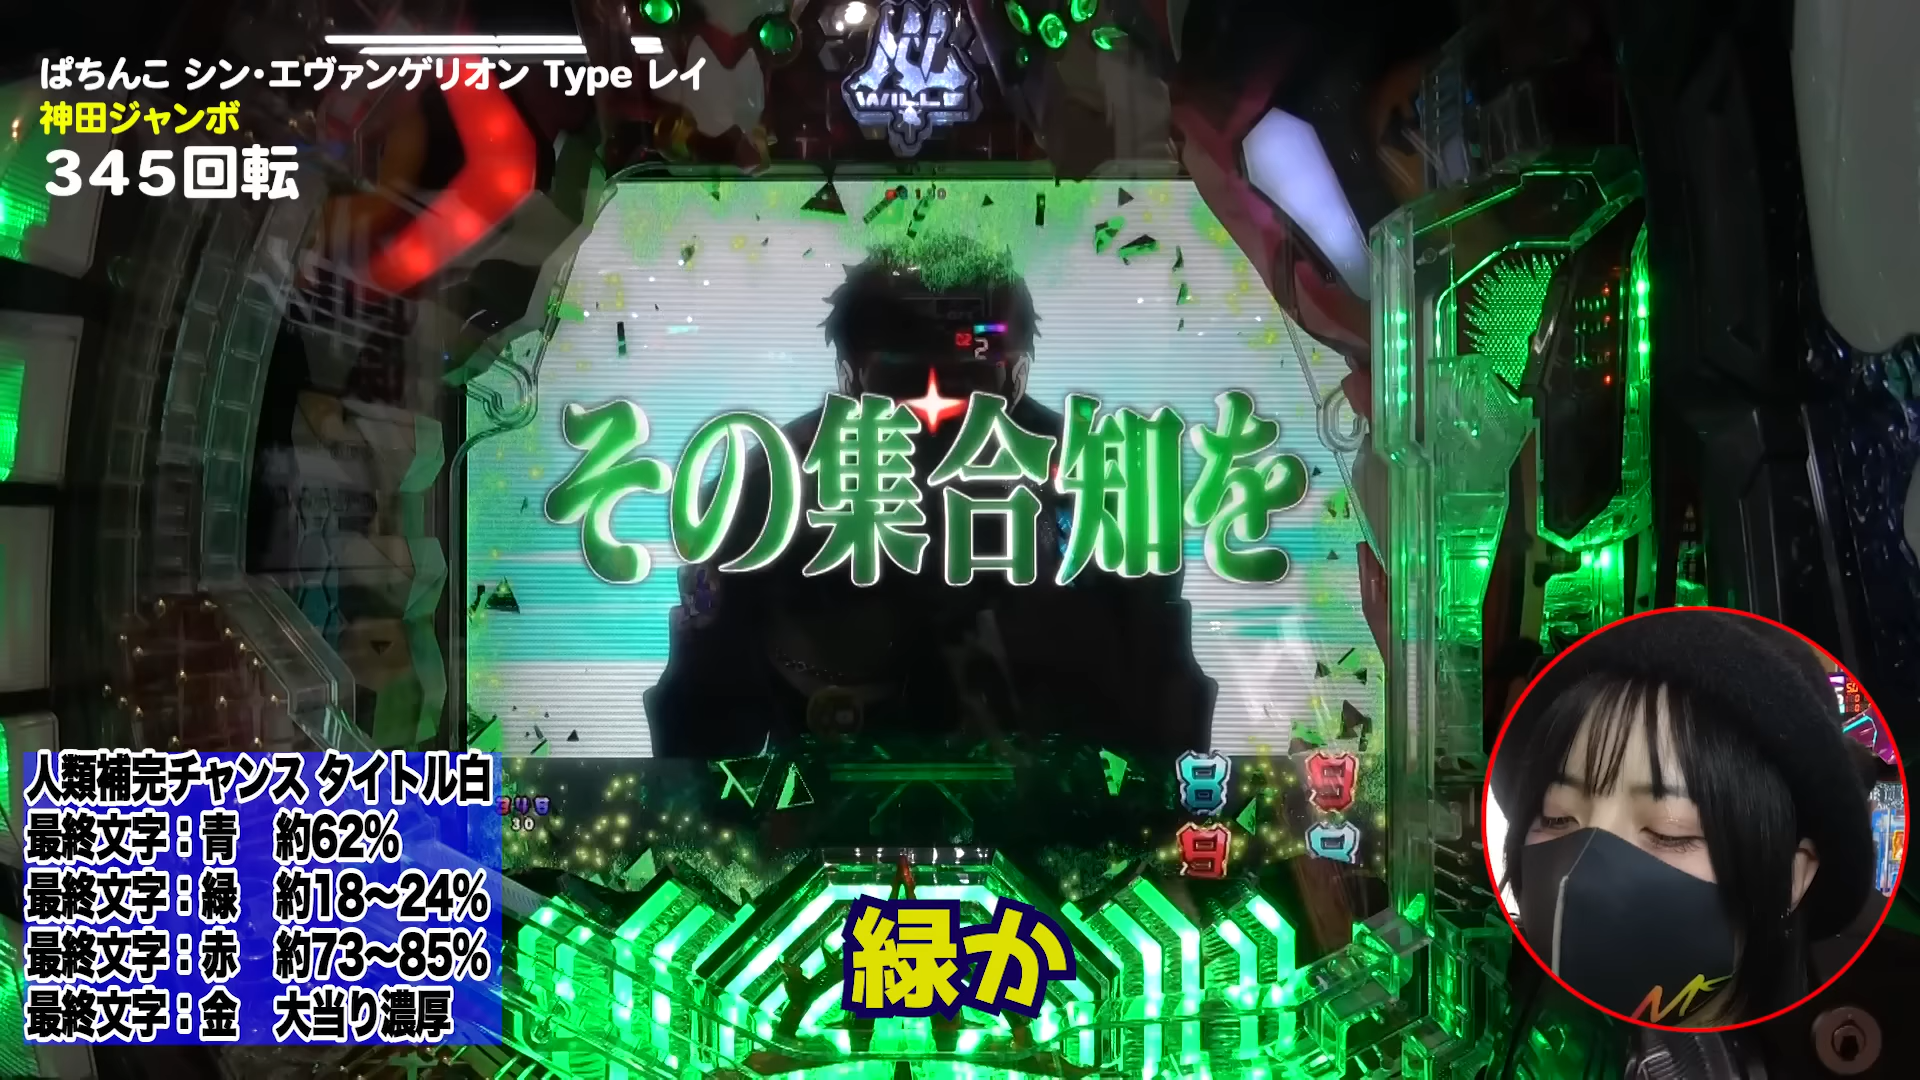 ぱちんこ シン・エヴァンゲリオン Type レイ
神田ジャンボ
345回転
WILLE
その集合知を
人類補完チャンス タイトル白
最終文字：青　約62%
最終文字：緑　約18〜24%
最終文字：赤　約73〜85%
最終文字：金　大当り濃厚
30
8 9
9
緑か